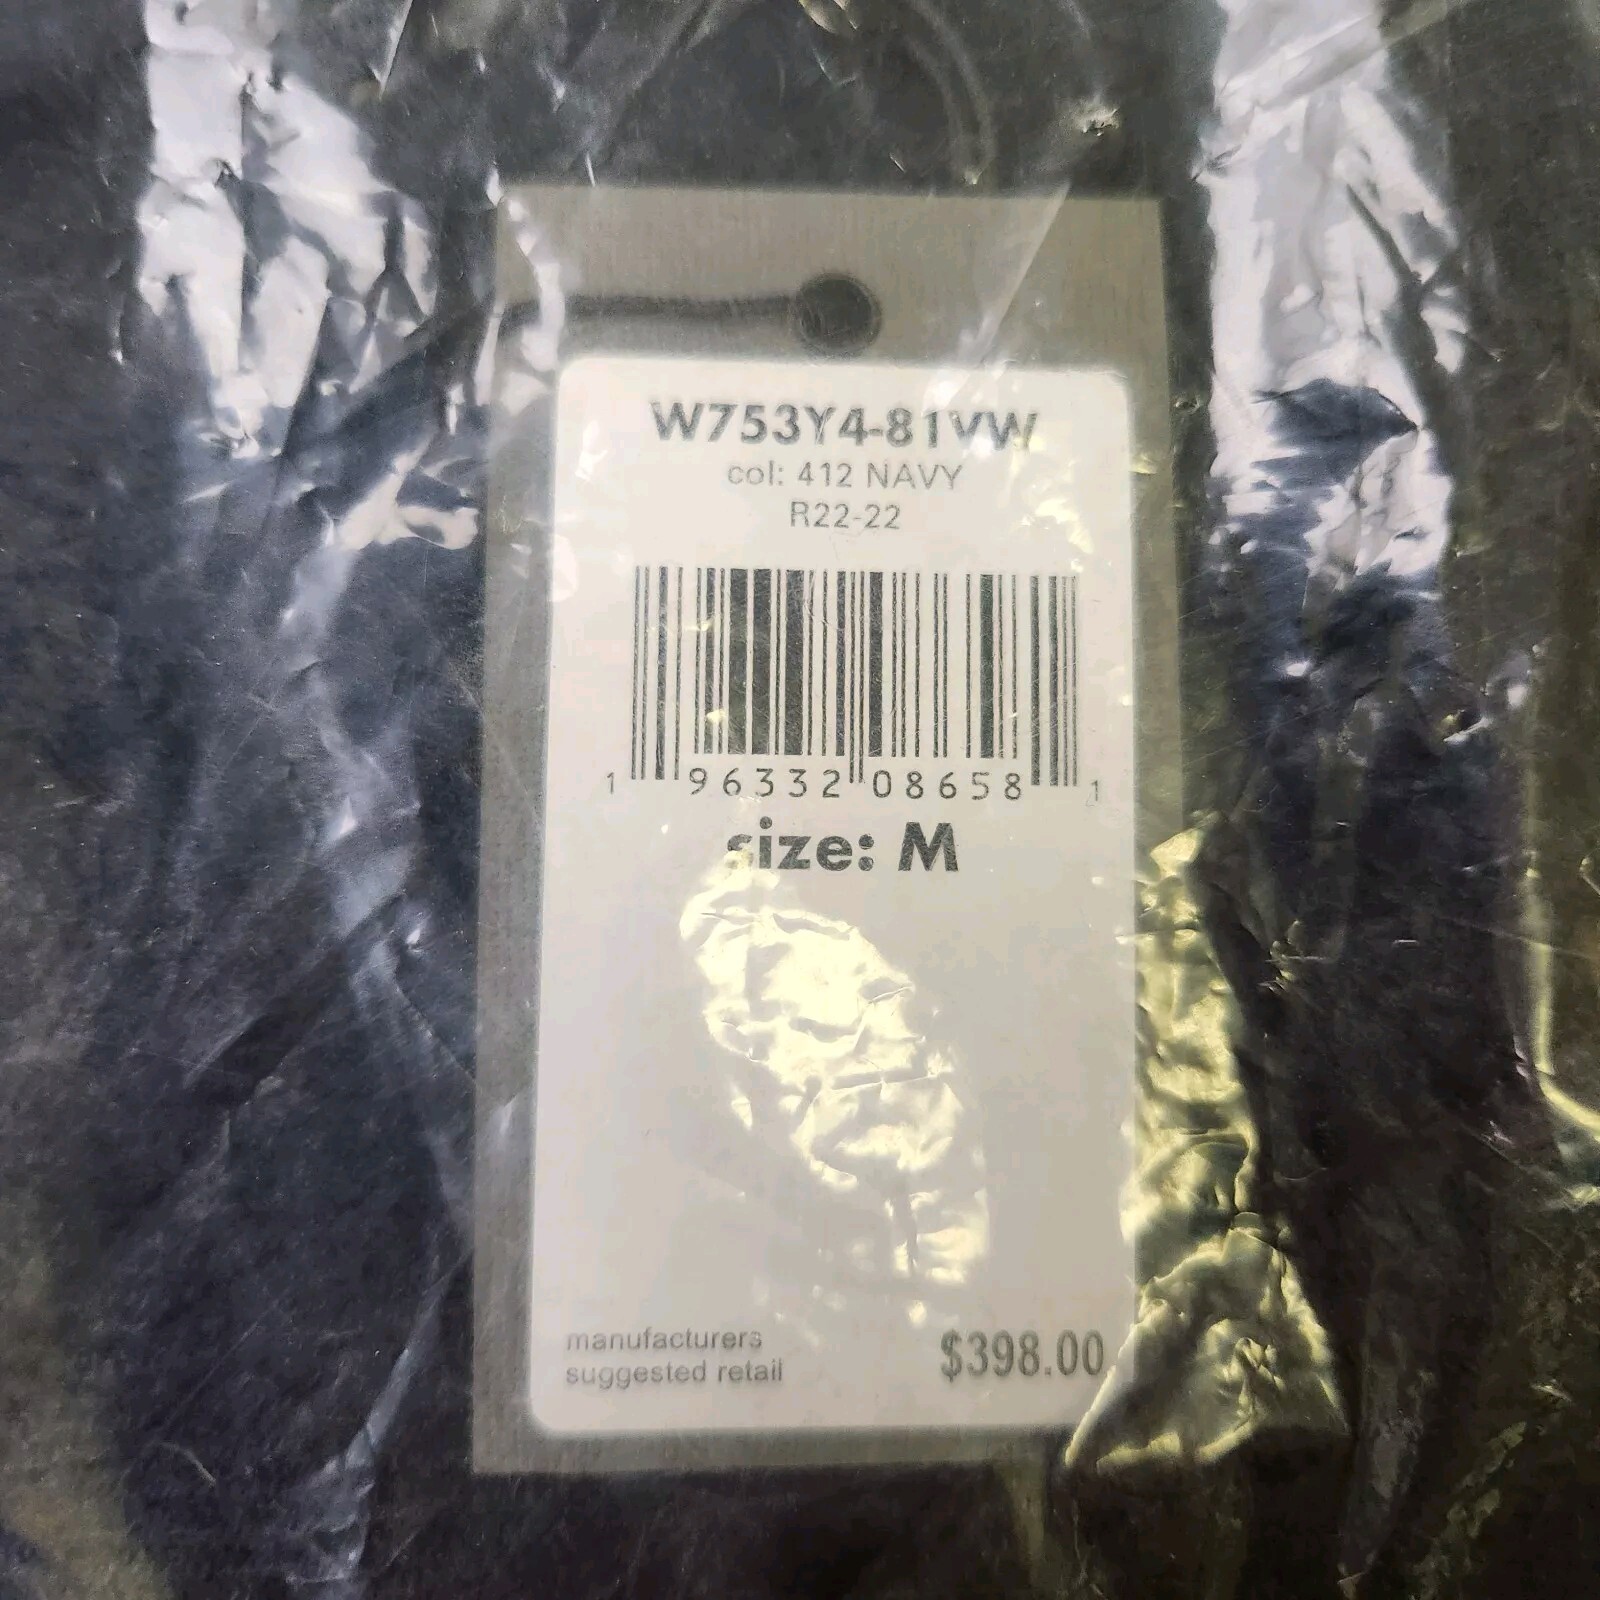 W753Y4-81VW
col: 412 NAVY
R22-22
1 96332 08658 1
size: M
manufacturers
suggested retail
$398.00